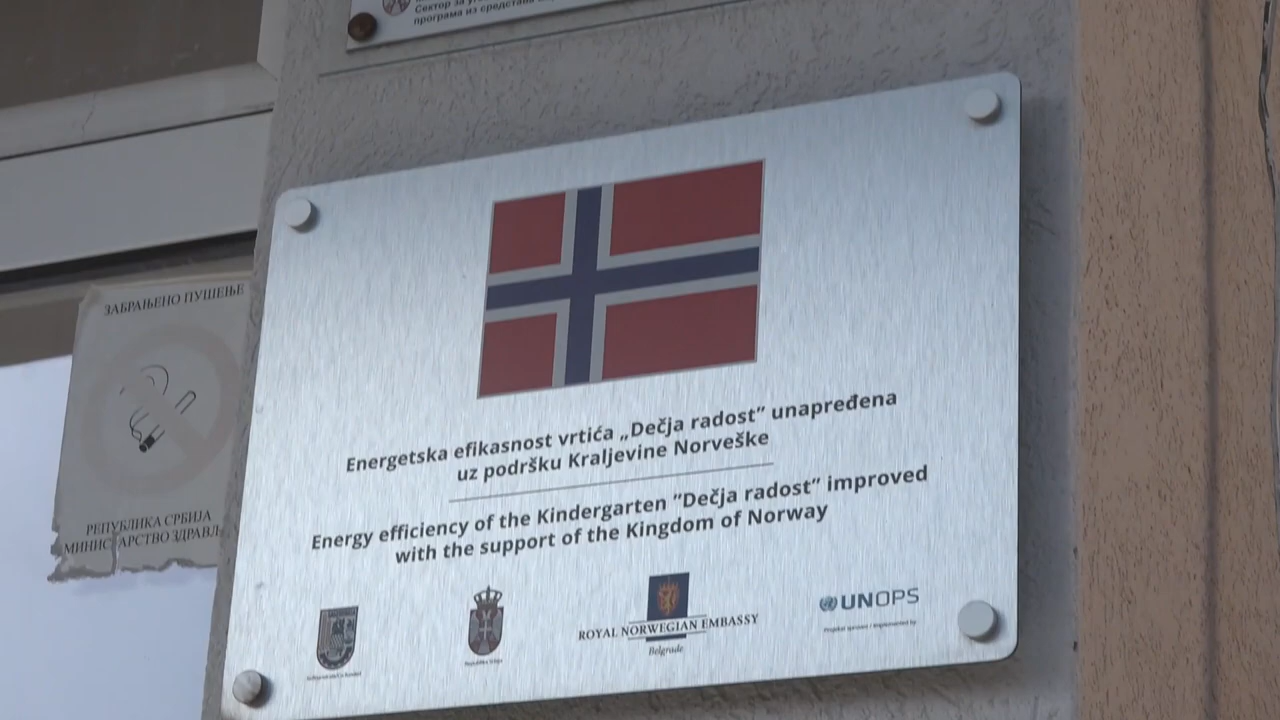 Сектор за
програма из средстава
ЗАБРАЊЕНО ПУШЕЊЕ
РЕПУБЛИКА СРБИЈА
МИНИСТАРСТВО ЗДРАВЉ
Energetska efikasnost vrtića „Dečja radost” unapređena
uz podršku Kraljevine Norveške
Energy efficiency of the Kindergarten “Dečja radost” improved
with the support of the Kingdom of Norway
Republika Srbija
ROYAL NORWEGIAN EMBASSY
Belgrade
UNOPS
Projekat sproveo / Implemented by